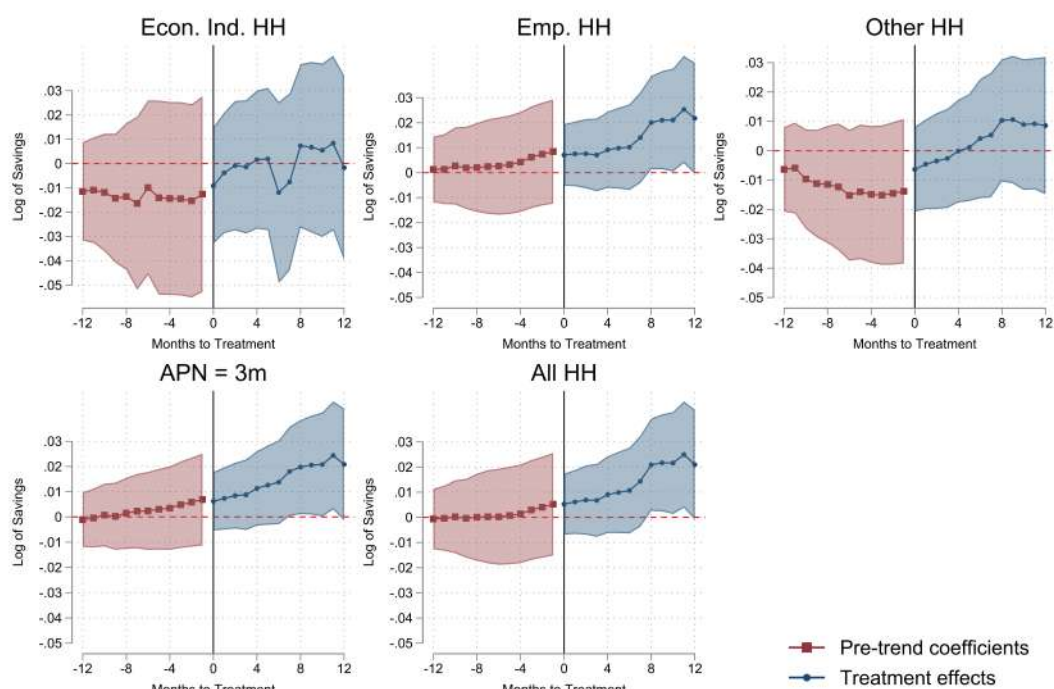 Econ. Ind. HH
Log of Savings
.03
.02
.01
0
-.01
-.02
-.03
-.04
-.05
-12 -8 -4 0 4 8 12
Months to Treatment
Emp. HH
Log of Savings
.03
.02
.01
0
-.01
-.02
-.03
-.04
-.05
-12 -8 -4 0 4 8 12
Months to Treatment
Other HH
Log of Savings
.03
.02
.01
0
-.01
-.02
-.03
-.04
-.05
-12 -8 -4 0 4 8 12
Months to Treatment
APN = 3m
Log of Savings
.03
.02
.01
0
-.01
-.02
-.03
-.04
-.05
-12 -8 -4 0 4 8 12
Months to Treatment
All HH
Log of Savings
.03
.02
.01
0
-.01
-.02
-.03
-.04
-.05
-12 -8 -4 0 4 8 12
Months to Treatment
Pre-trend coefficients
Treatment effects